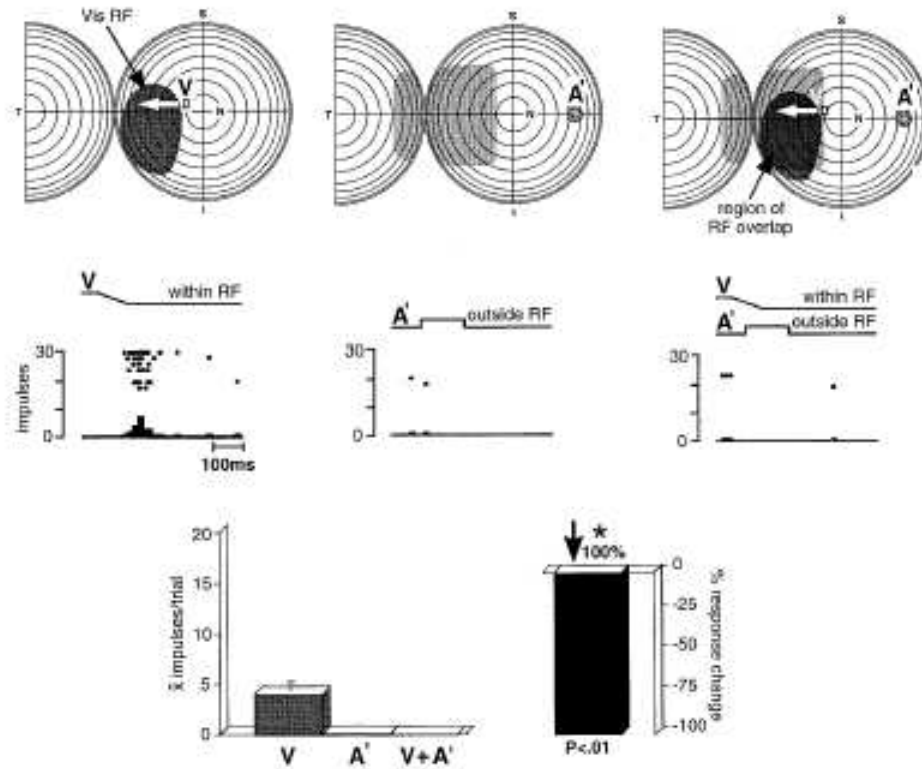 Vis RF
S
S
S
V
D
A'
A'
T
N
T
N
T
N
I
I
I
region of
RF overlap
V
within RF
A'
outside RF
V
within RF
A'
outside RF
30
0
impulses
100ms
30
0
30
0
20
15
10
5
0
x̄ impulses/trial
V A' V+A'
*
100%
0
-25
-50
-75
-100
% response change
P<.01